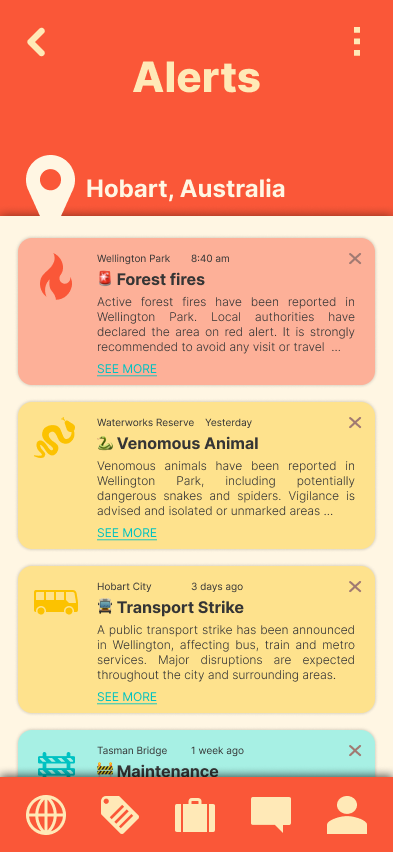 Alerts
Hobart, Australia
Wellington Park 8:40 am
Forest fires
Active forest fires have been reported in
Wellington Park. Local authorities have
declared the area on red alert. It is strongly
recommended to avoid any visit or travel ...
SEE MORE
Waterworks Reserve Yesterday
Venomous Animal
Venomous animals have been reported in
Wellington Park, including potentially
dangerous snakes and spiders. Vigilance is
advised and isolated or unmarked areas ...
SEE MORE
Hobart City 3 days ago
Transport Strike
A public transport strike has been announced
in Wellington, affecting bus, train and metro
services. Major disruptions are expected
throughout the city and surrounding areas.
SEE MORE
Tasman Bridge 1 week ago
Maintenance